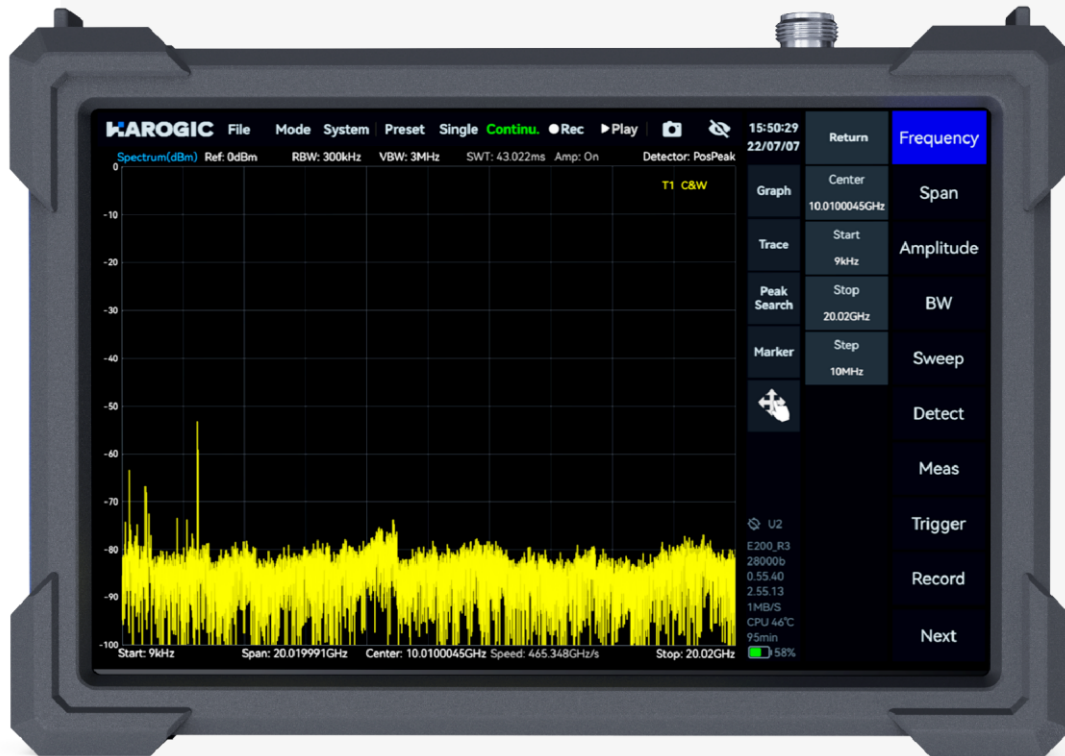 HAROGIC File Mode System Preset Single Continu. Rec Play
15:50:29
22/07/07
Spectrum(dBm) Ref: 0dBm RBW: 300kHz VBW: 3MHz SWT: 43.022ms Amp: On Detector: PosPeak
T1 C&W
0
-10
-20
-30
-40
-50
-60
-70
-80
-90
-100
Start: 9kHz Span: 20.019991GHz Center: 10.0100045GHz Speed: 465.348GHz/s Stop: 20.02GHz
Graph
Trace
Peak
Search
Marker
U2
E200_R3
28000b
0.55.40
2.55.13
1MB/S
CPU 46℃
95min
58%
Return
Center
10.0100045GHz
Start
9kHz
Stop
20.02GHz
Step
10MHz
Frequency
Span
Amplitude
BW
Sweep
Detect
Meas
Trigger
Record
Next